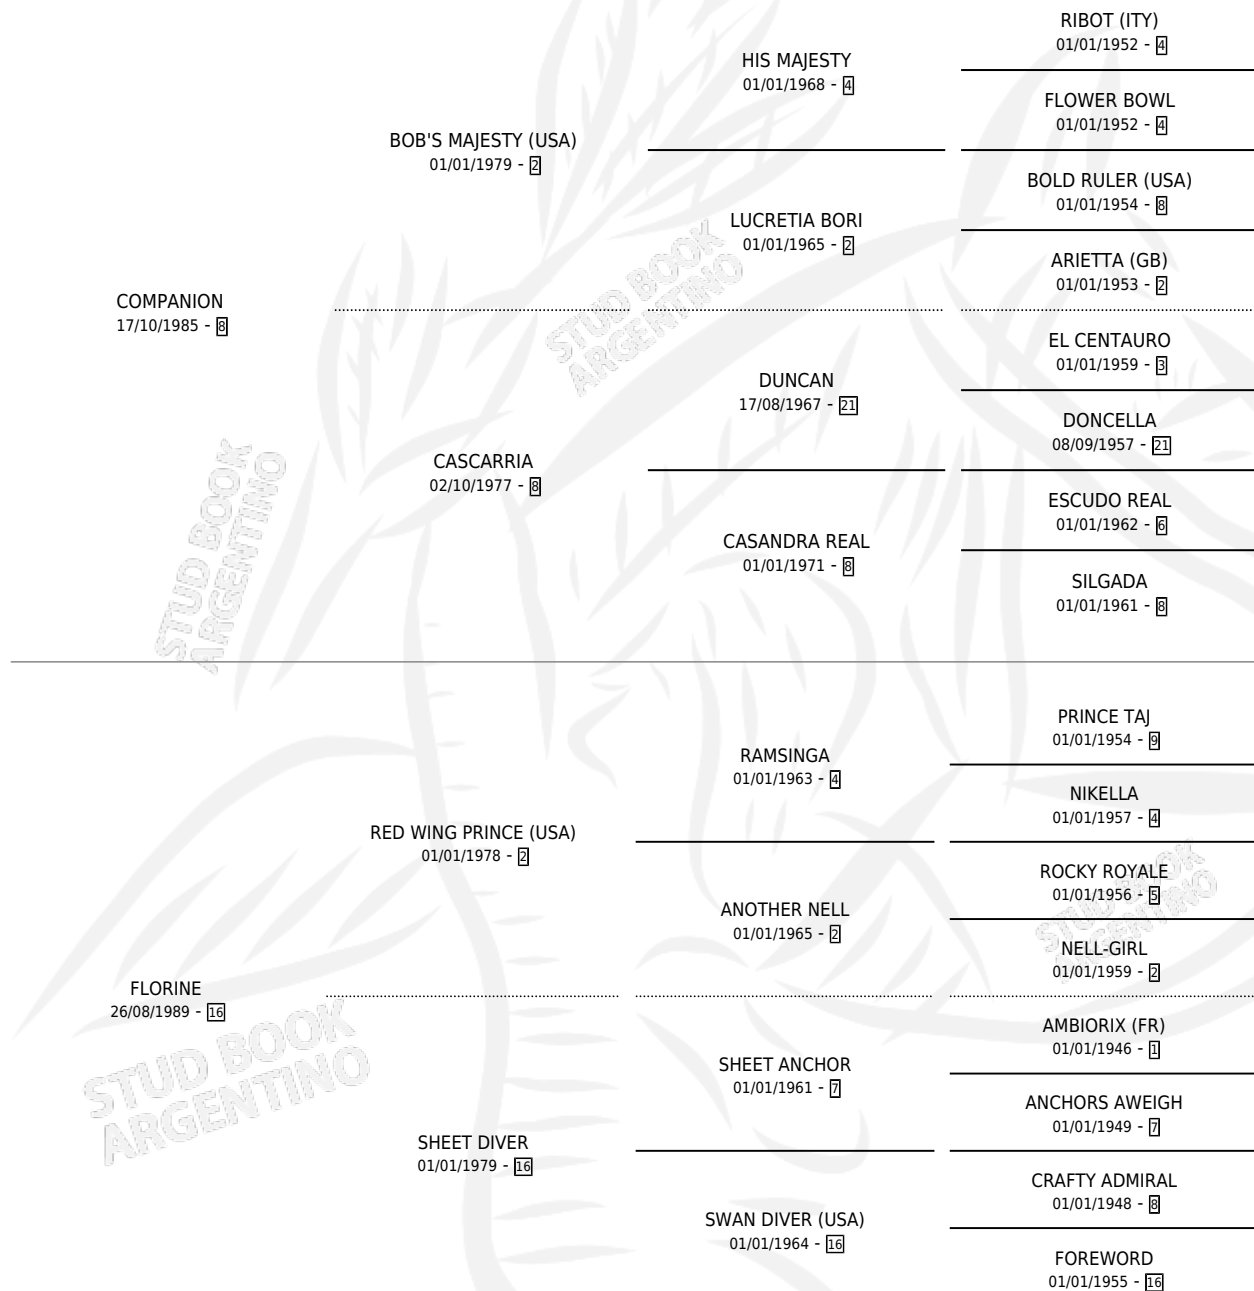 RIBOT (ITY)
01/01/1952 - 4
HIS MAJESTY
01/01/1968 - 4
FLOWER BOWL
01/01/1952 - 4
BOB'S MAJESTY (USA)
01/01/1979 - 2
BOLD RULER (USA)
01/01/1954 - 8
LUCRETIA BORI
01/01/1965 - 2
ARIETTA (GB)
01/01/1953 - 2
COMPANION
17/10/1985 - 8
EL CENTAURO
01/01/1959 - 3
DUNCAN
17/08/1967 - 21
DONCELLA
08/09/1957 - 21
CASCARRIA
02/10/1977 - 8
ESCUDO REAL
01/01/1962 - 6
CASANDRA REAL
01/01/1971 - 8
SILGADA
01/01/1961 - 8
PRINCE TAJ
01/01/1954 - 9
RAMSINGA
01/01/1963 - 4
NIKELLA
01/01/1957 - 4
RED WING PRINCE (USA)
01/01/1978 - 2
ROCKY ROYALE
01/01/1956 - 5
ANOTHER NELL
01/01/1965 - 2
NELL-GIRL
01/01/1959 - 2
FLORINE
26/08/1989 - 16
AMBIORIX (FR)
01/01/1946 - 1
SHEET ANCHOR
01/01/1961 - 7
ANCHORS AWEIGH
01/01/1949 - 7
SHEET DIVER
01/01/1979 - 16
CRAFTY ADMIRAL
01/01/1948 - 8
SWAN DIVER (USA)
01/01/1964 - 16
FOREWORD
01/01/1955 - 16
STUD BOOK
ARGENTINO
STUD BOOK
ARGENTINO
STUD BOOK
ARGENTINO
STUD BOOK
ARGENTINO